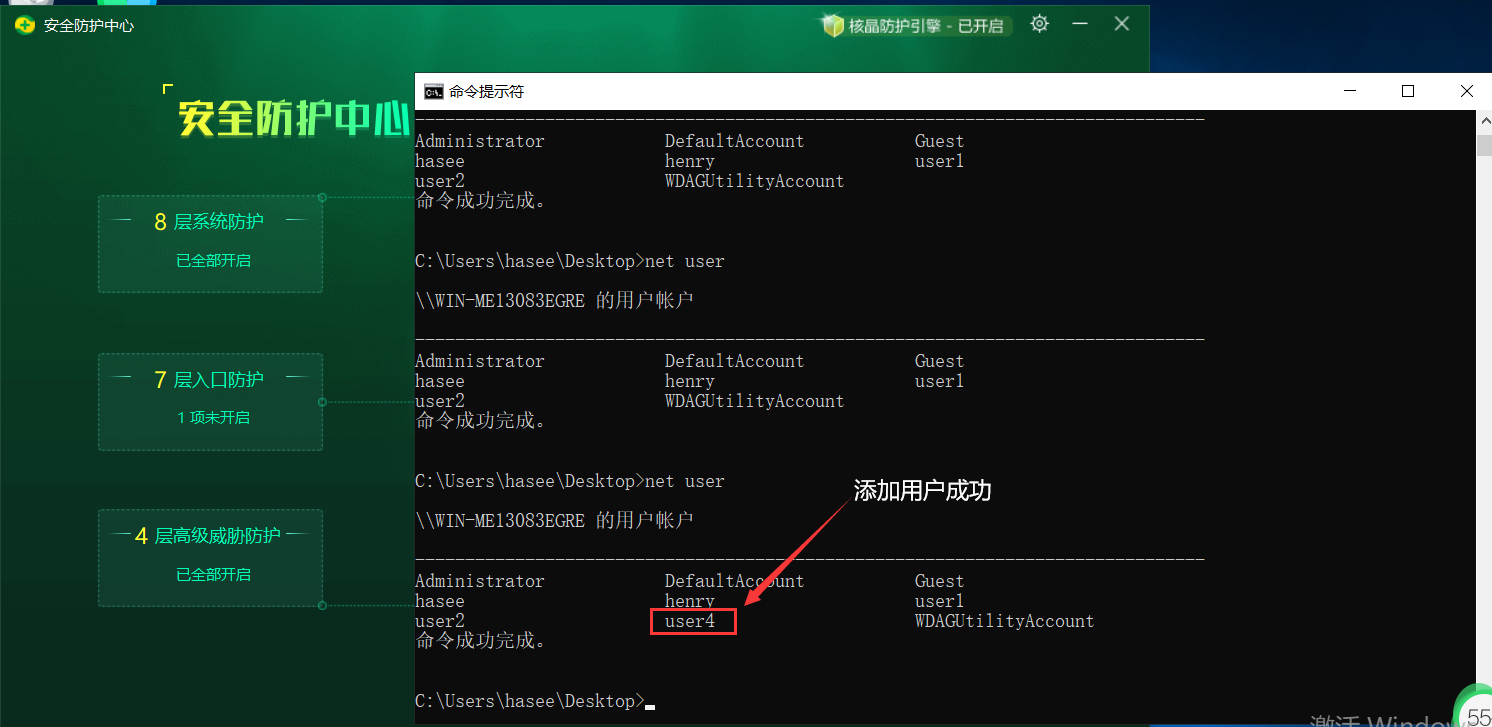 安全防护中心
核晶防护引擎 - 已开启
安全防护中心
8 层系统防护
已全部开启
7 层入口防护
1 项未开启
4 层高级威胁防护
已全部开启
命令提示符
-------------------------------------------------------------------------------
Administrator DefaultAccount Guest
hasee henry user1
user2 WDAGUtilityAccount
命令成功完成。
C:\Users\hasee\Desktop>net user
\\WIN-ME13083EGRE 的用户帐户
-------------------------------------------------------------------------------
Administrator DefaultAccount Guest
hasee henry user1
user2 WDAGUtilityAccount
命令成功完成。
C:\Users\hasee\Desktop>net user
添加用户成功
\\WIN-ME13083EGRE 的用户帐户
-------------------------------------------------------------------------------
Administrator DefaultAccount Guest
hasee henry user1
user2 user4 WDAGUtilityAccount
命令成功完成。
C:\Users\hasee\Desktop>
激活 Windows
55